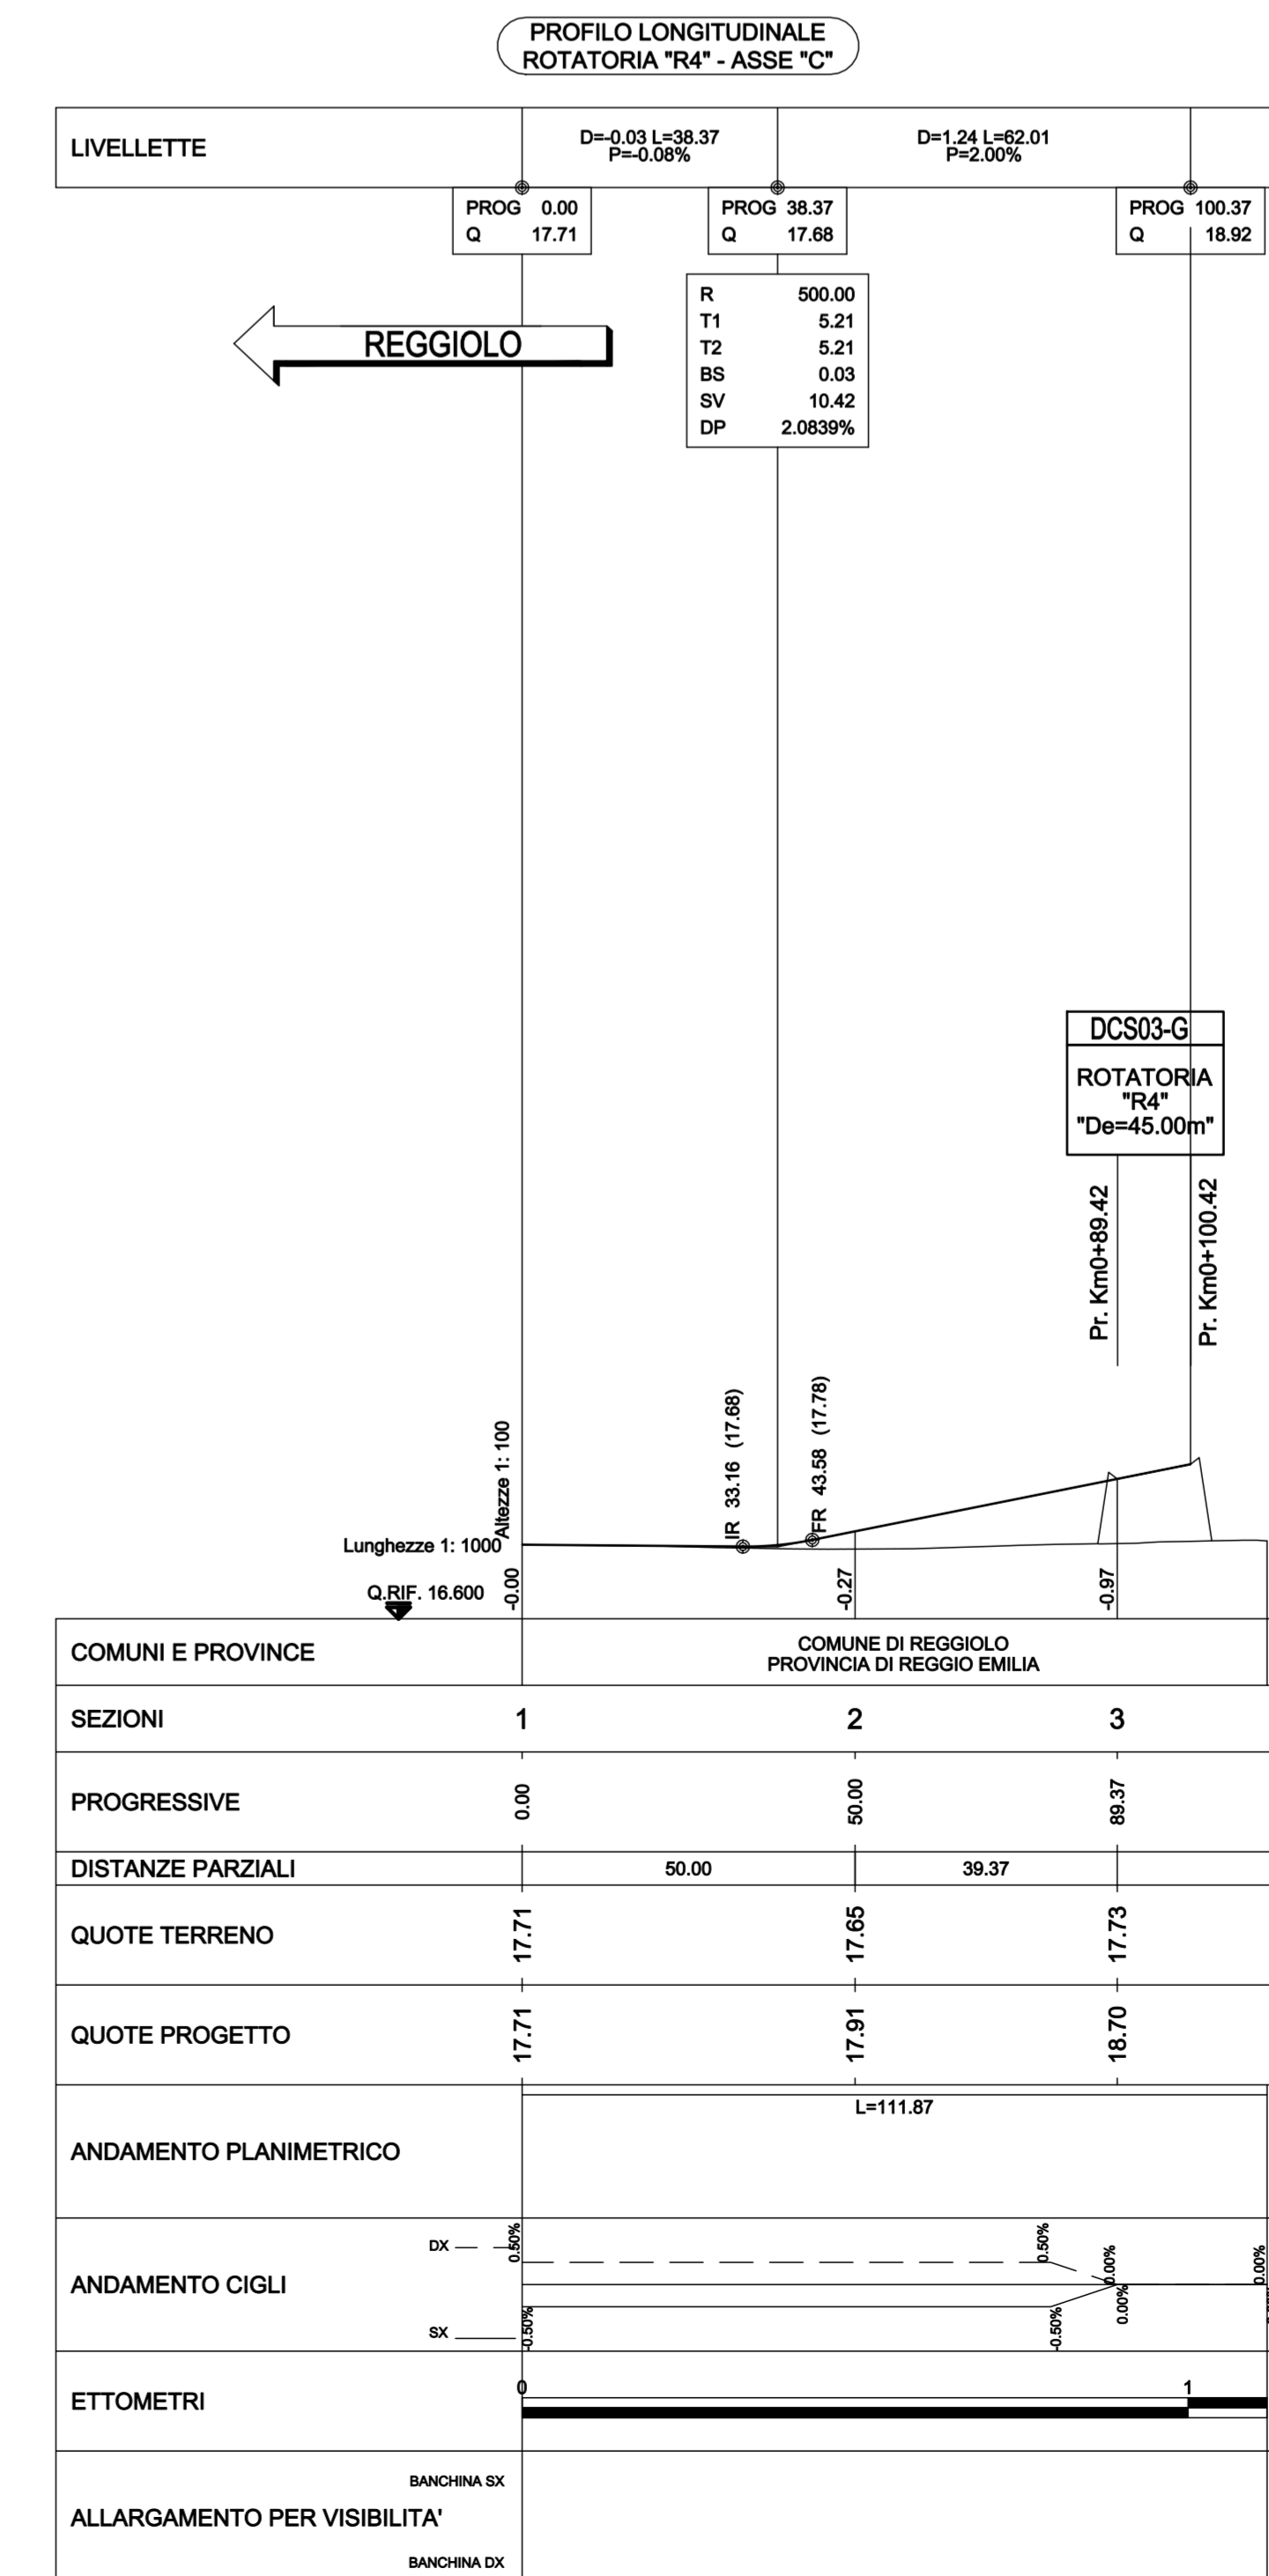 PROFILO LONGITUDINALE
ROTATORIA "R4" - ASSE "C"
LIVELLETTE
D=-0.03 L=38.37
P=-0.08%
D=1.24 L=62.01
P=2.00%
PROG 0.00
Q 17.71
PROG 38.37
Q 17.68
PROG 100.37
Q 18.92
R 500.00
T1 5.21
T2 5.21
BS 0.03
SV 10.42
DP 2.0839%
REGGIOLO
DCS03-G
ROTATORIA
"R4"
"De=45.00m"
Pr. Km0+89.42
Pr. Km0+100.42
IR 33.16 (17.68)
FR 43.58 (17.78)
Altezze 1: 100
Lunghezze 1: 1000
Q.RIF. 16.600
-0.00
-0.27
-0.97
COMUNI E PROVINCE
COMUNE DI REGGIOLO
PROVINCIA DI REGGIO EMILIA
SEZIONI 1 2 3
PROGRESSIVE 0.00 50.00 89.37
DISTANZE PARZIALI 50.00 39.37
QUOTE TERRENO 17.71 17.65 17.73
QUOTE PROGETTO 17.71 17.91 18.70
L=111.87
ANDAMENTO PLANIMETRICO
DX 0.50% 0.50% 0.00% 0.00%
ANDAMENTO CIGLI
SX -0.50% -0.50% 0.00%
ETTOMETRI 0 1
BANCHINA SX
ALLARGAMENTO PER VISIBILITA'
BANCHINA DX